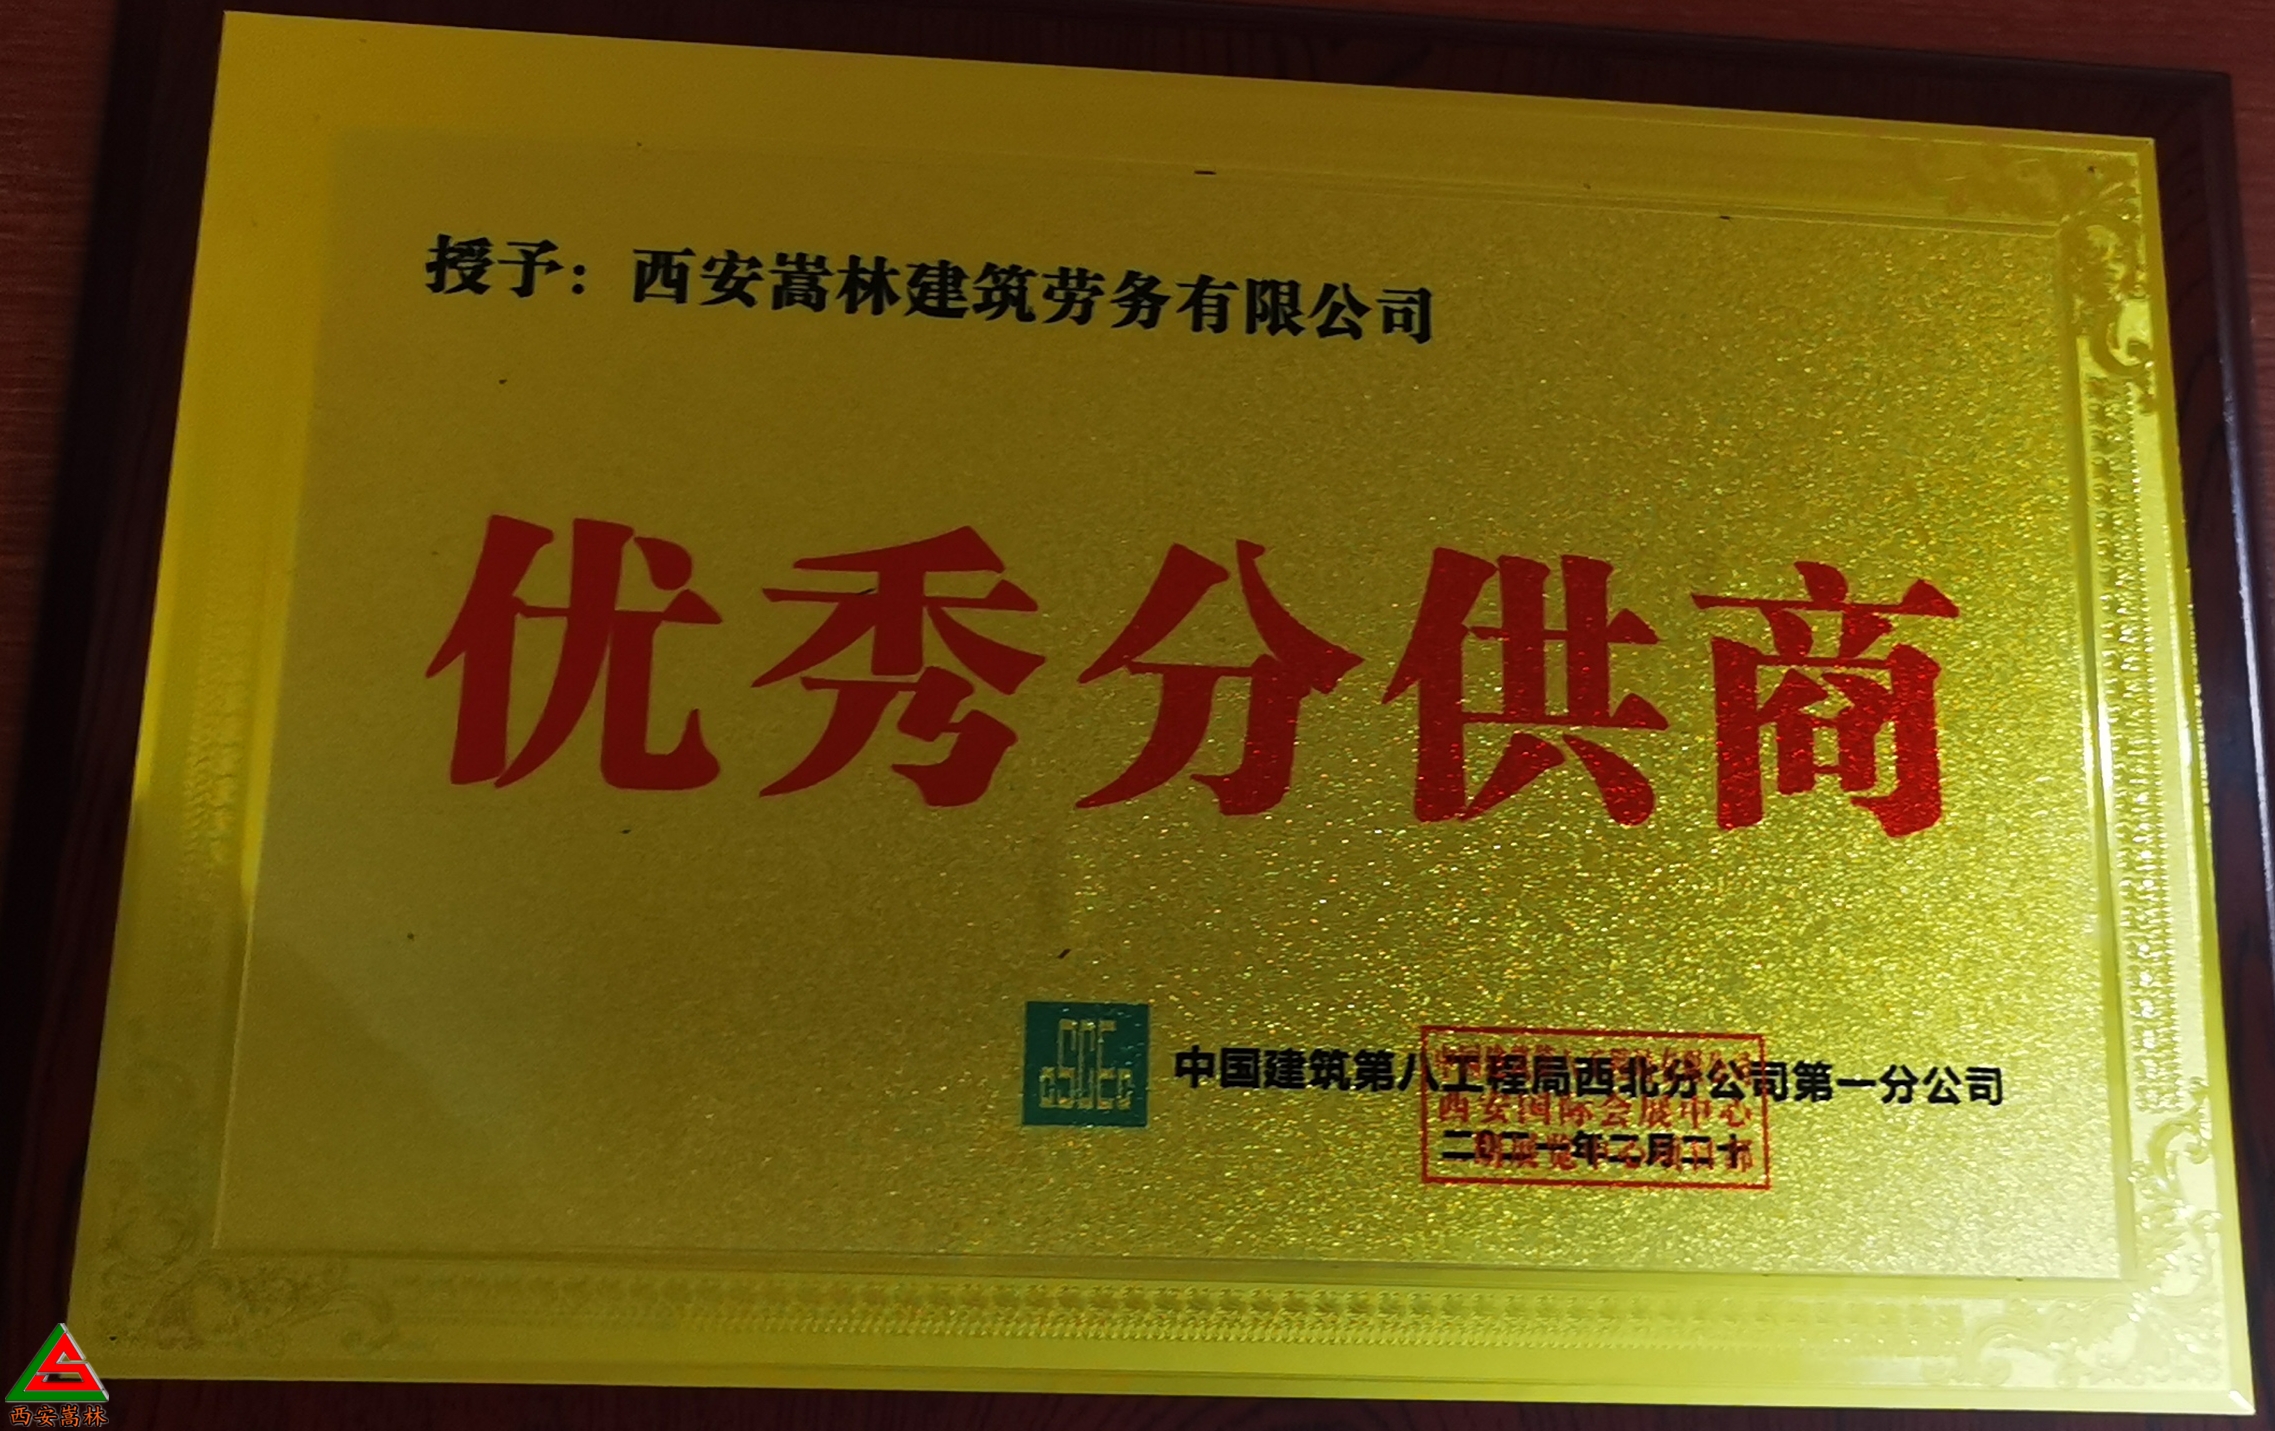 授予：西安嵩林建筑劳务有限公司
优秀分供商
CSCEC
中国建筑第八工程局西北分公司第一分公司
西安国际会展中心
西安嵩林